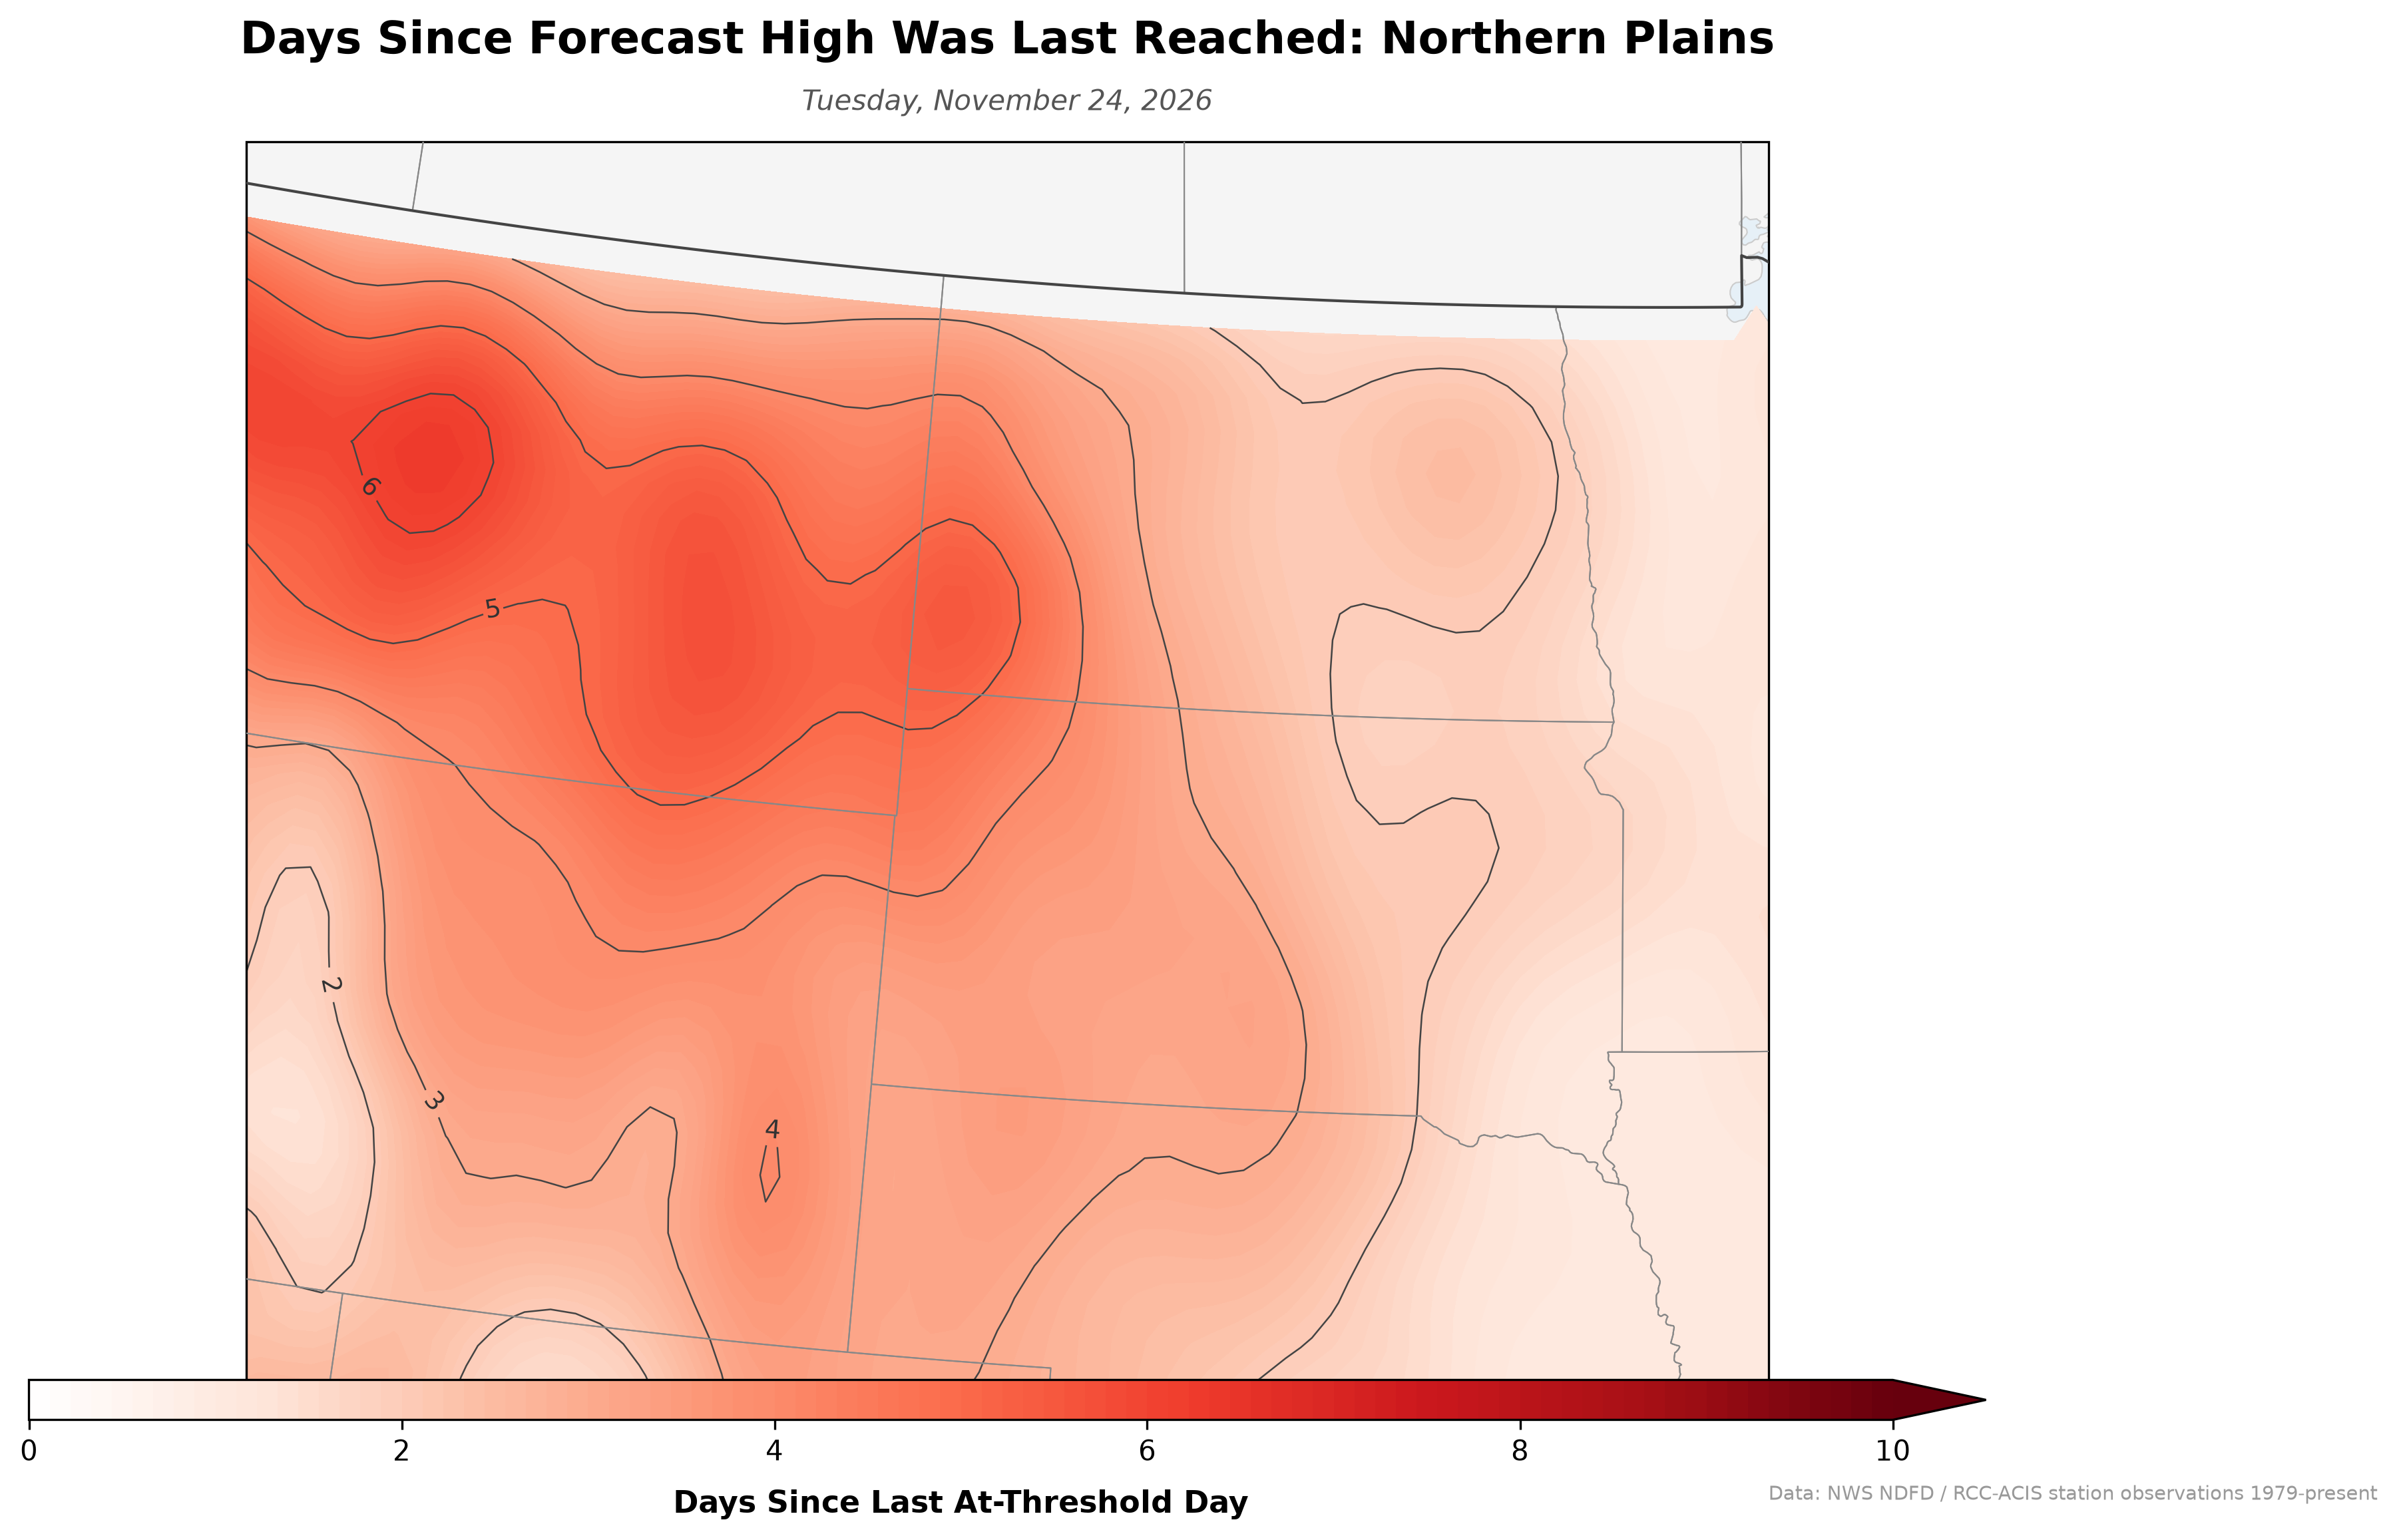 Days Since Forecast High Was Last Reached: Northern Plains
Tuesday, November 24, 2026
6
5
2
3
4
0 2 4 6 8 10
Days Since Last At-Threshold Day
Data: NWS NDFD / RCC-ACIS station observations 1979-present